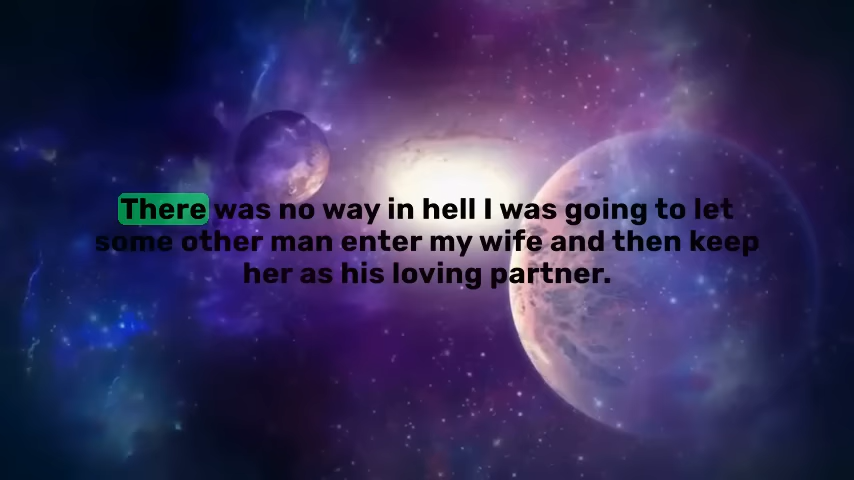 There was no way in hell I was going to let
some other man enter my wife and then keep
her as his loving partner.